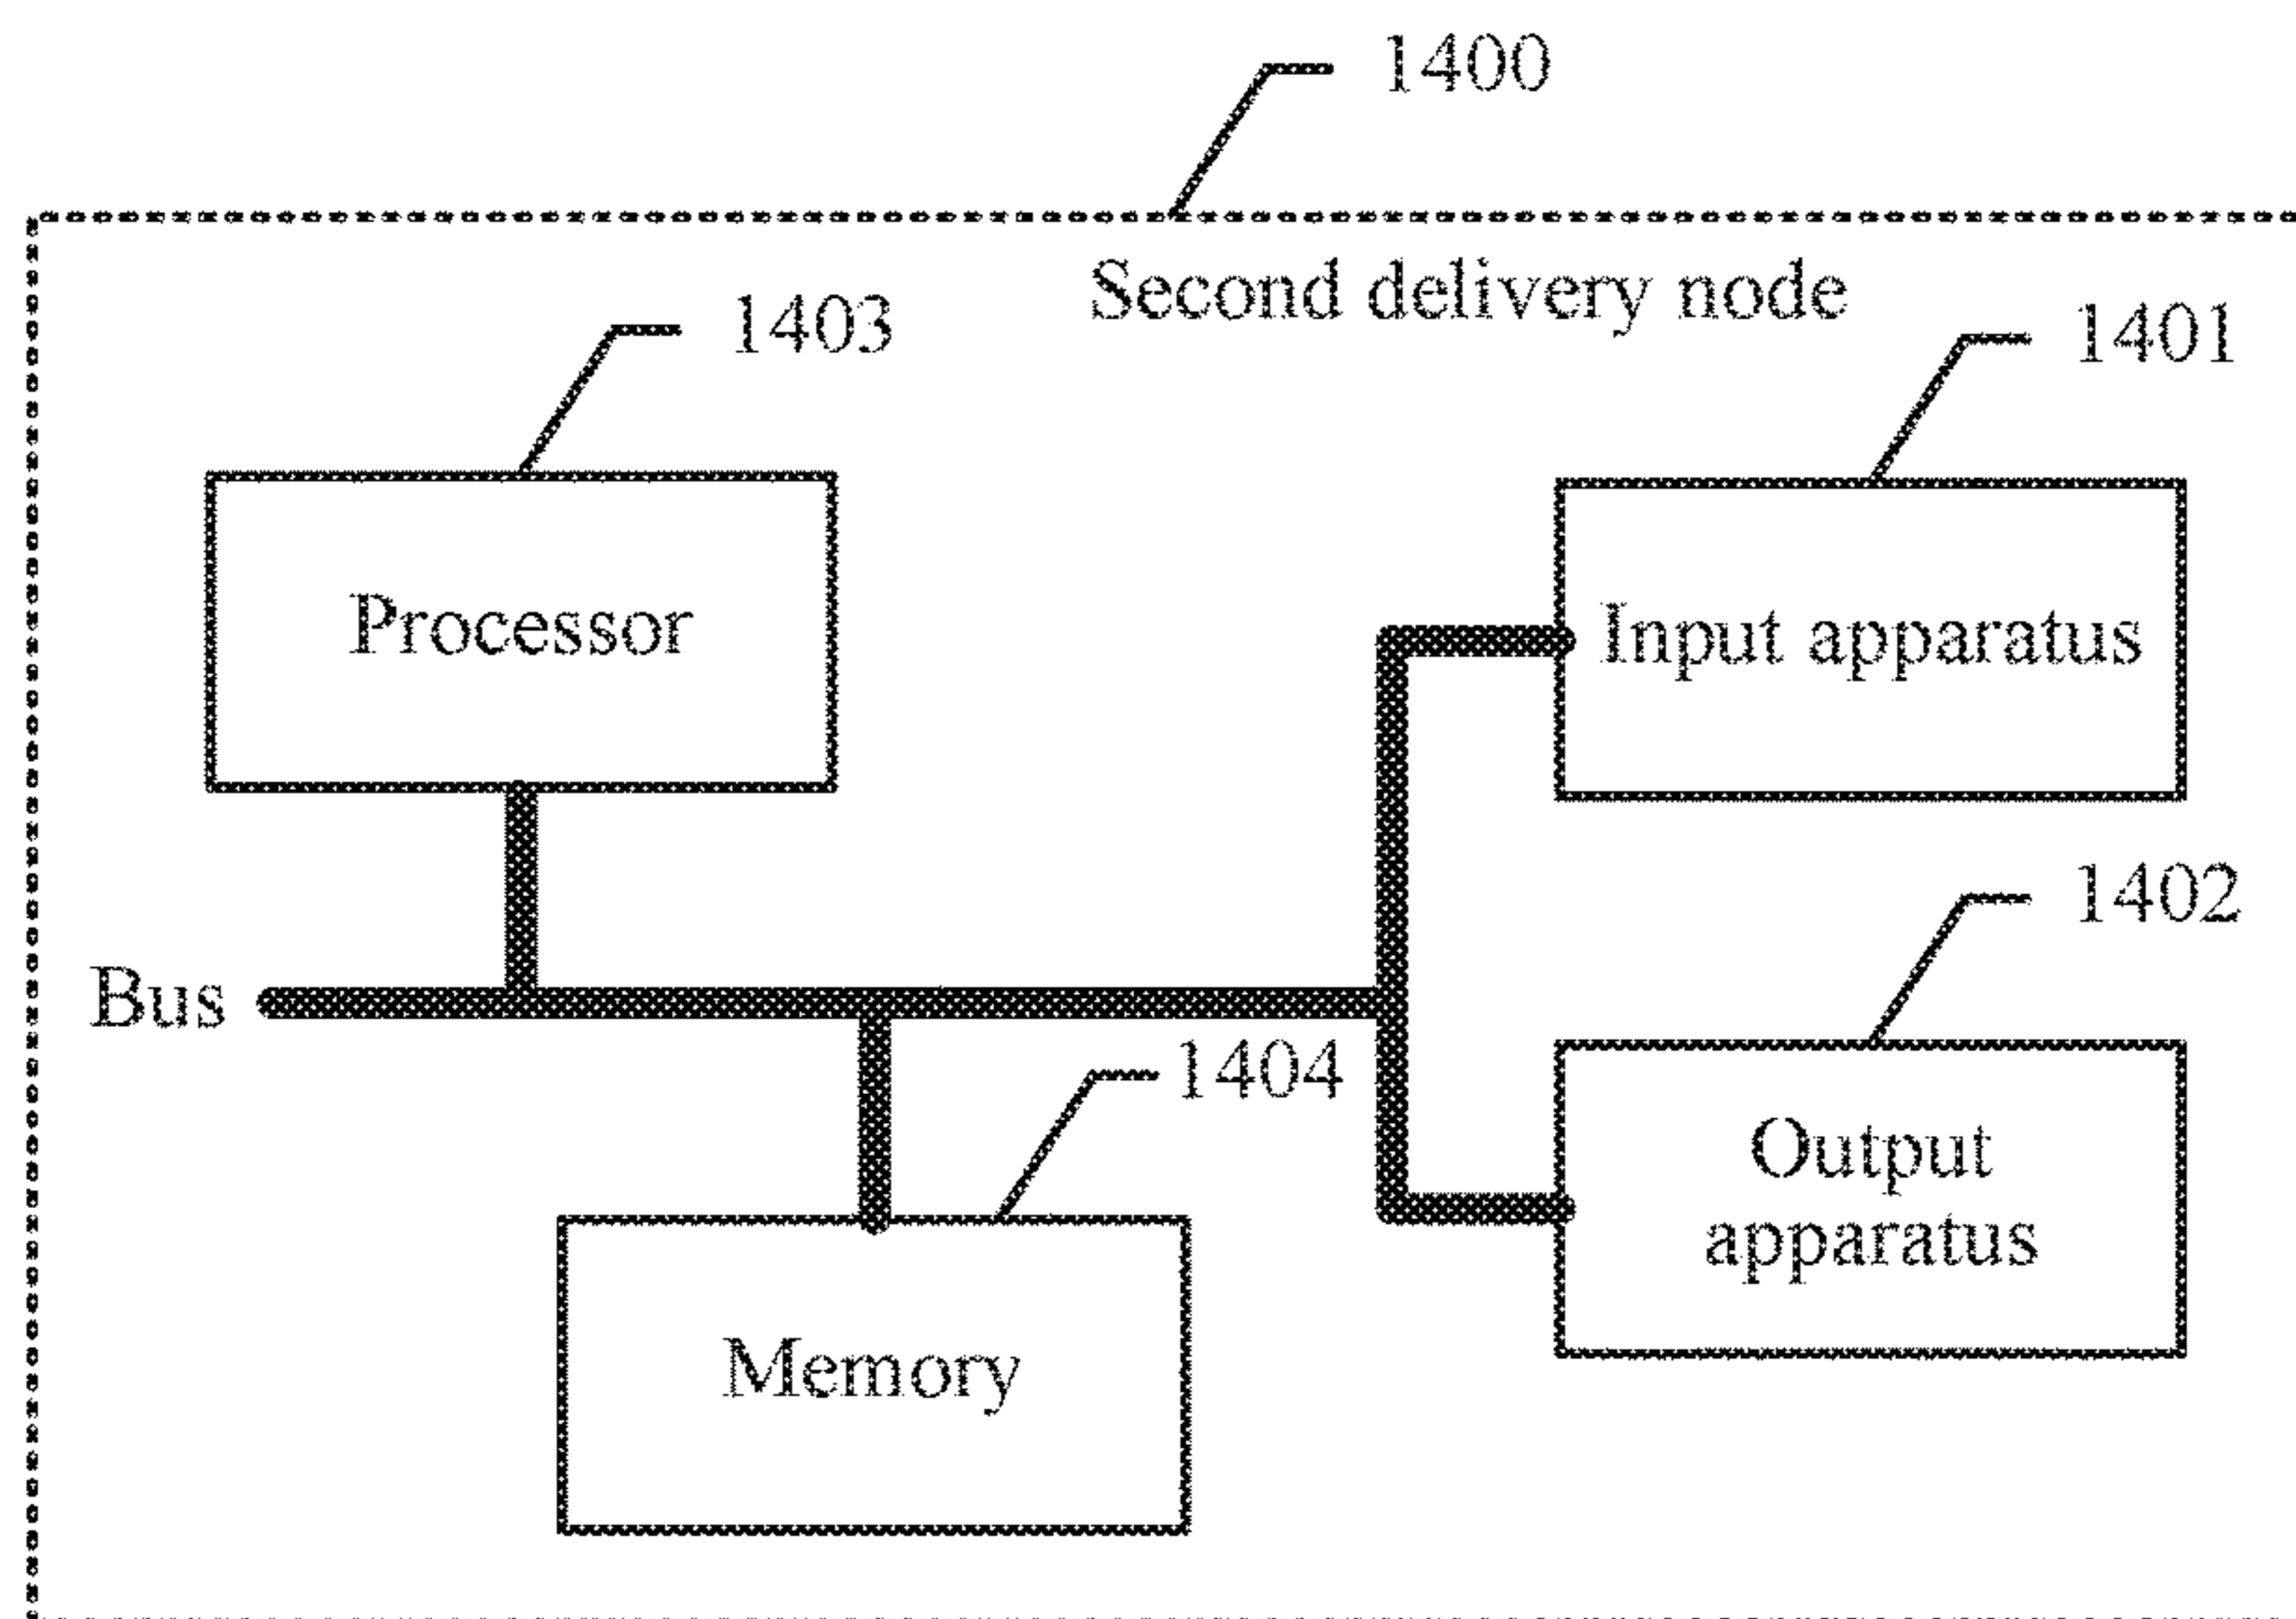 1400
Second delivery node
1403
1401
Processor
Input apparatus
1402
Bus
1404
Output
apparatus
Memory